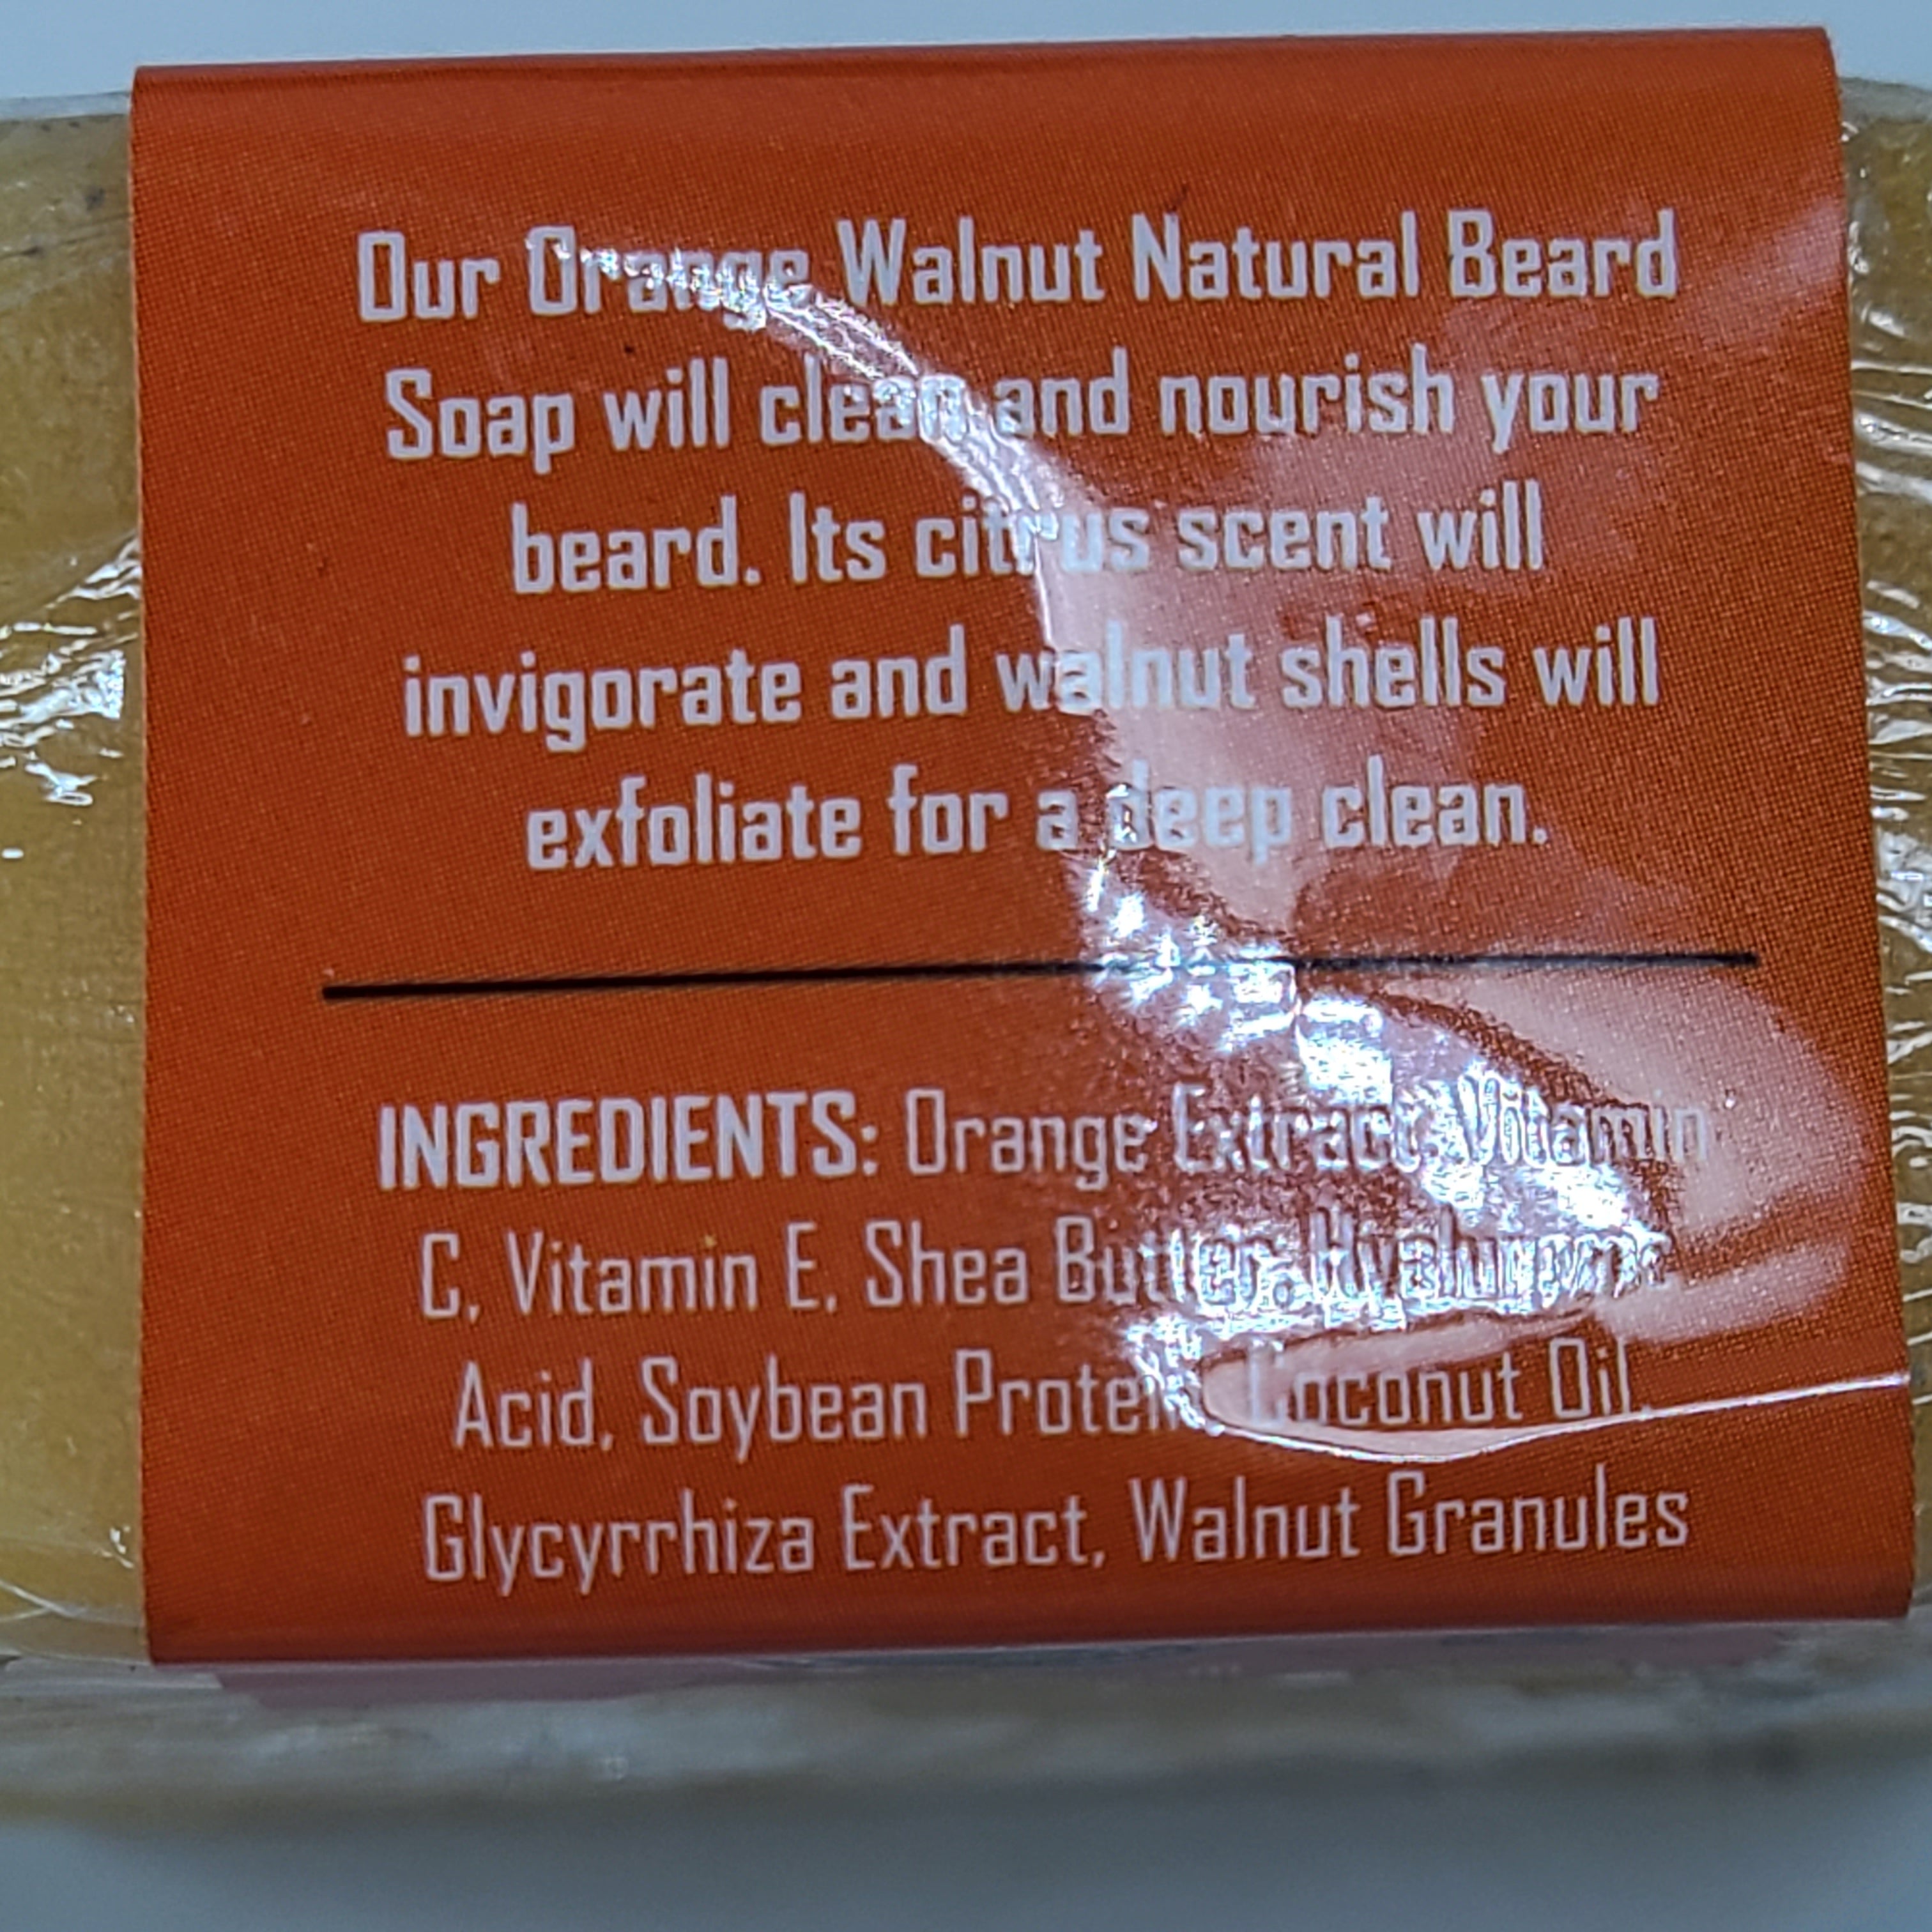 Our Orange Walnut Natural Beard
Soap will clean and nourish your
beard. Its citrus scent will
invigorate and walnut shells will
exfoliate for a deep clean.
INGREDIENTS: Orange Extract, Vitamin
C, Vitamin E, Shea Butter, Hyaluronic
Acid, Soybean Protein, Coconut Oil,
Glycyrrhiza Extract, Walnut Granules